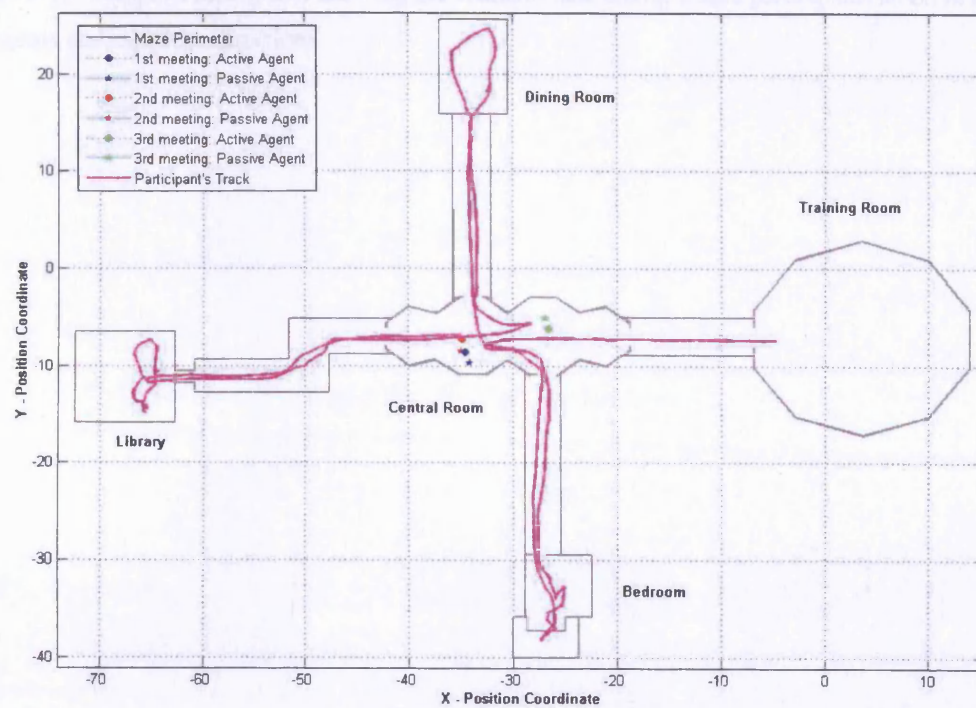 Maze Perimeter
1st meeting: Active Agent
1st meeting: Passive Agent
2nd meeting: Active Agent
2nd meeting: Passive Agent
3rd meeting: Active Agent
3rd meeting: Passive Agent
Participant's Track
Dining Room
Training Room
Central Room
Library
Bedroom
Y - Position Coordinate
20
10
0
-10
-20
-30
-40
-70
-60
-50
-40
-30
-20
-10
0
10
X - Position Coordinate